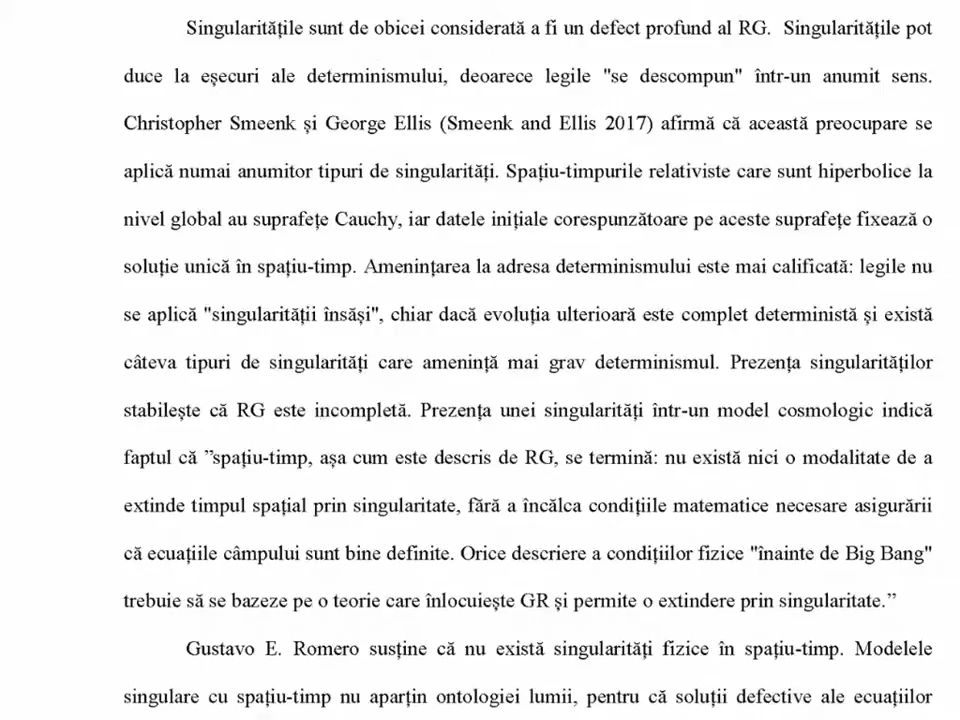 Singularitățile sunt de obicei considerată a fi un defect profund al RG. Singularitățile pot
duce la eșecuri ale determinismului, deoarece legile "se descompun" într-un anumit sens.
Christopher Smeenk și George Ellis (Smeenk and Ellis 2017) afirmă că această preocupare se
aplică numai anumitor tipuri de singularități. Spațiu-timpurile relativiste care sunt hiperbolice la
nivel global au suprafețe Cauchy, iar datele inițiale corespunzătoare pe aceste suprafețe fixează o
soluție unică în spațiu-timp. Amenințarea la adresa determinismului este mai calificată: legile nu
se aplică "singularității însăși", chiar dacă evoluția ulterioară este complet deterministă și există
câteva tipuri de singularități care amenință mai grav determinismul. Prezența singularităților
stabilește că RG este incompletă. Prezența unei singularități într-un model cosmologic indică
faptul că ”spațiu-timp, așa cum este descris de RG, se termină: nu există nici o modalitate de a
extinde timpul spațial prin singularitate, fără a încălca condițiile matematice necesare asigurării
că ecuațiile câmpului sunt bine definite. Orice descriere a condițiilor fizice "înainte de Big Bang"
trebuie să se bazeze pe o teorie care înlocuiește GR și permite o extindere prin singularitate.”
Gustavo E. Romero susține că nu există singularități fizice în spațiu-timp. Modelele
singulare cu spațiu-timp nu aparțin ontologiei lumii, pentru că soluții defective ale ecuațiilor